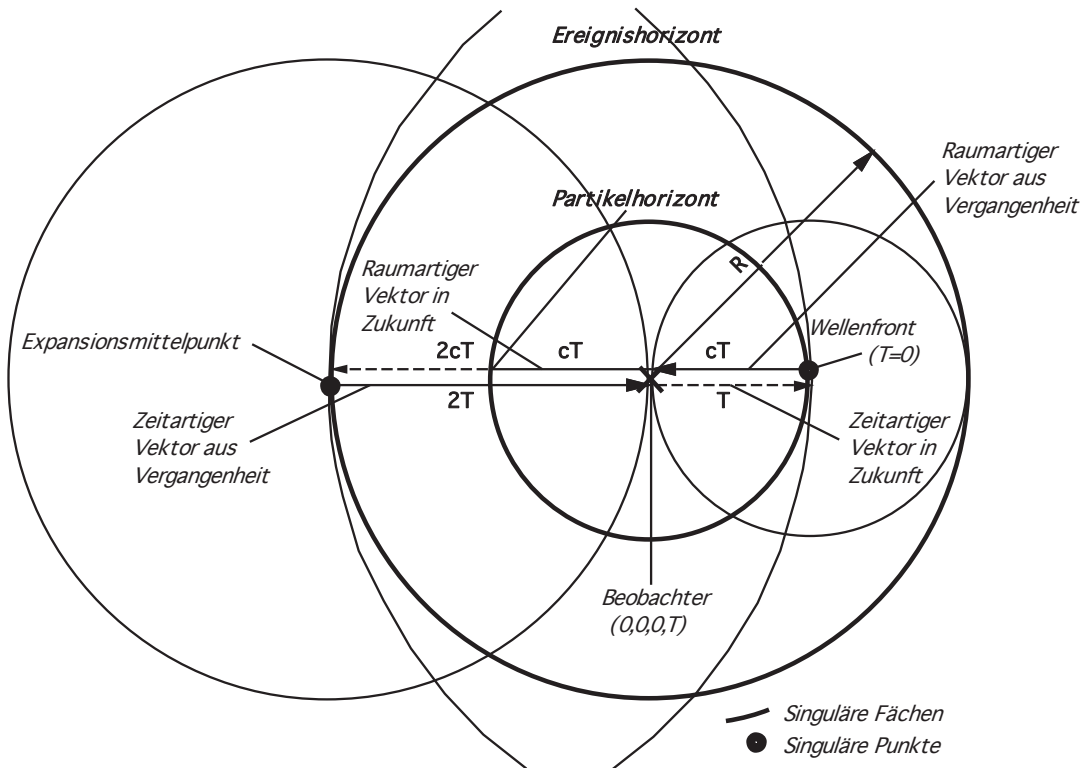 Ereignishorizont
Raumartiger
Vektor aus
Vergangenheit
Partikelhorizont
R
Raumartiger
Vektor in
Zukunft
Wellenfront
(T=0)
Expansionsmittelpunkt
2cT
cT
cT
2T
T
Zeitartiger
Vektor aus
Vergangenheit
Zeitartiger
Vektor in
Zukunft
Beobachter
(0,0,0,T)
Singuläre Fächen
Singuläre Punkte